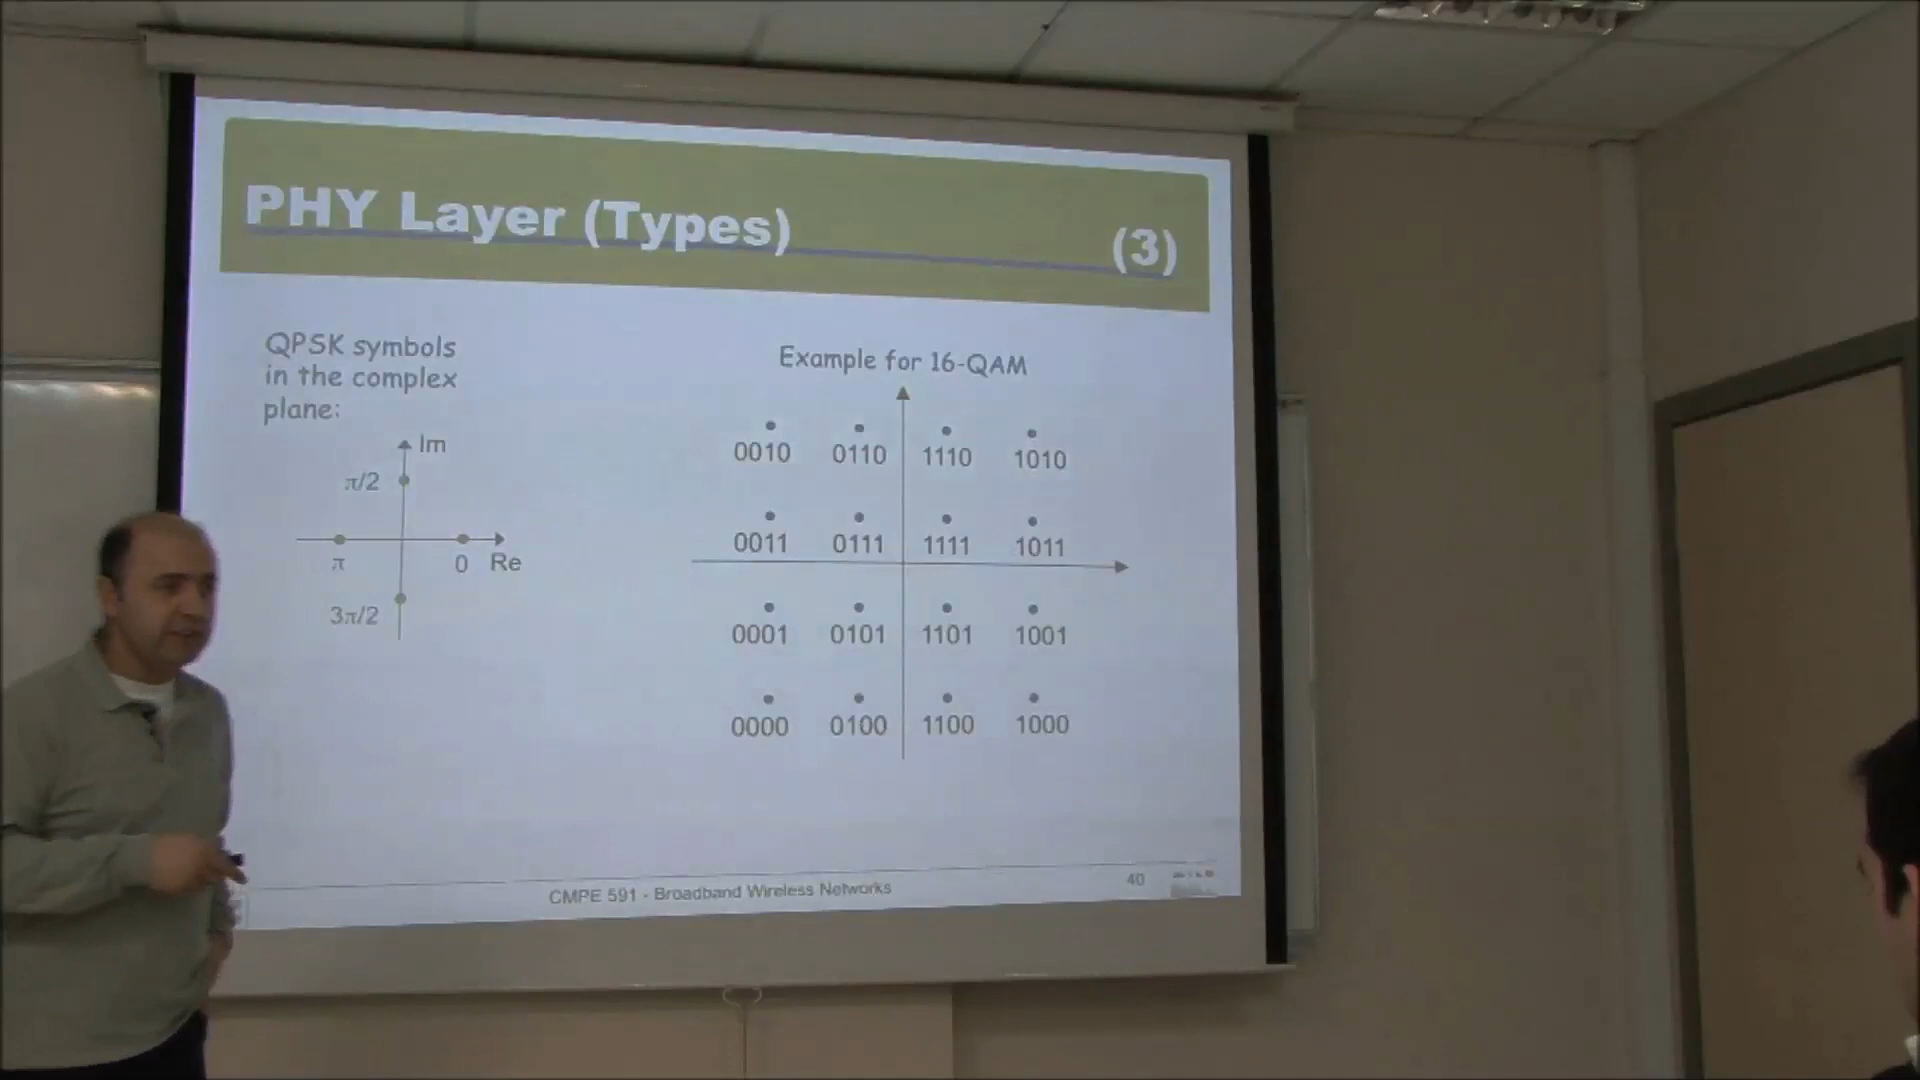 PHY Layer (Types) (3)
QPSK symbols
in the complex
plane:
Im
π/2
π
0 Re
3π/2
Example for 16-QAM
0010 0110 1110 1010
0011 0111 1111 1011
0001 0101 1101 1001
0000 0100 1100 1000
CMPE 591 - Broadband Wireless Networks
40